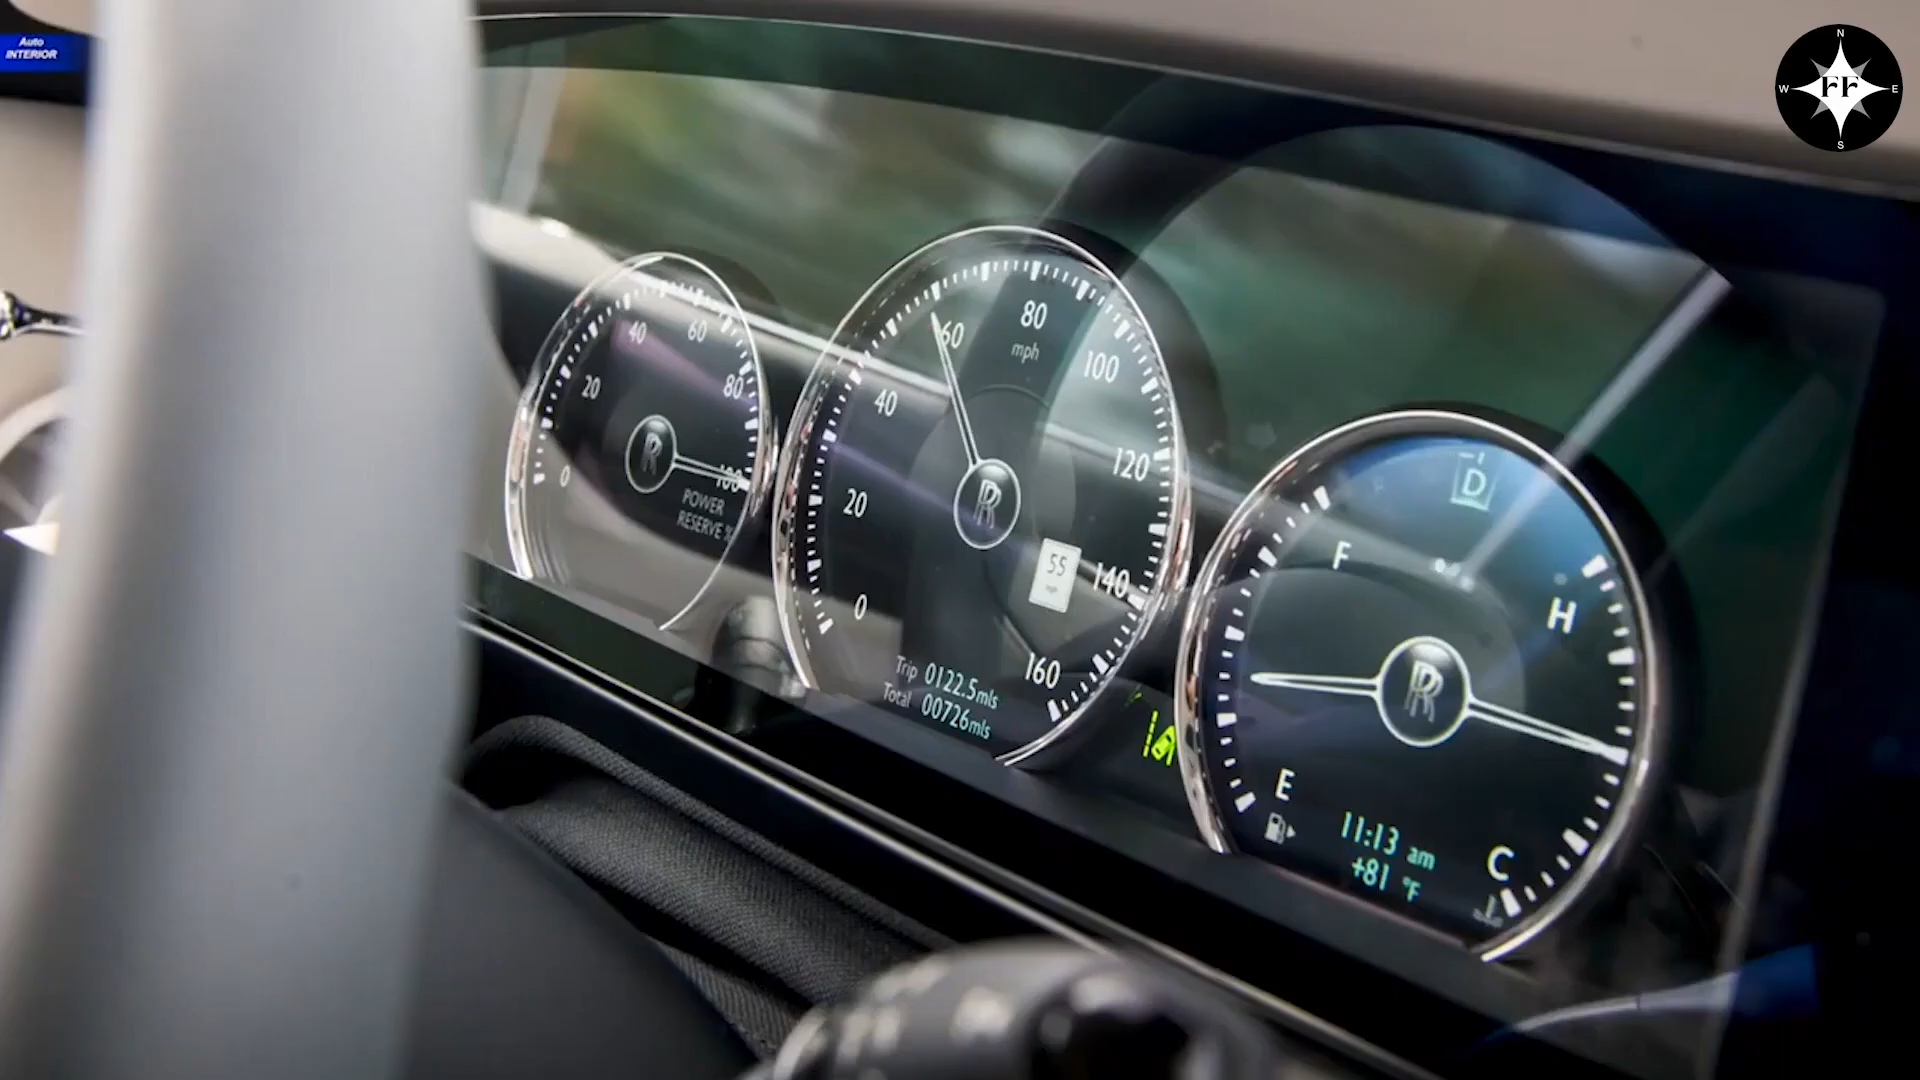 Auto
INTERIOR
N
W
FF
E
S
0
20
40
60
80
100
POWER
RESERVE %
R
0
20
40
60
80
mph
100
120
140
160
R
55
mph
Trip 0122.5mls
Total 00726mls
D
F
H
R
E
C
11:13 am
+81 °F